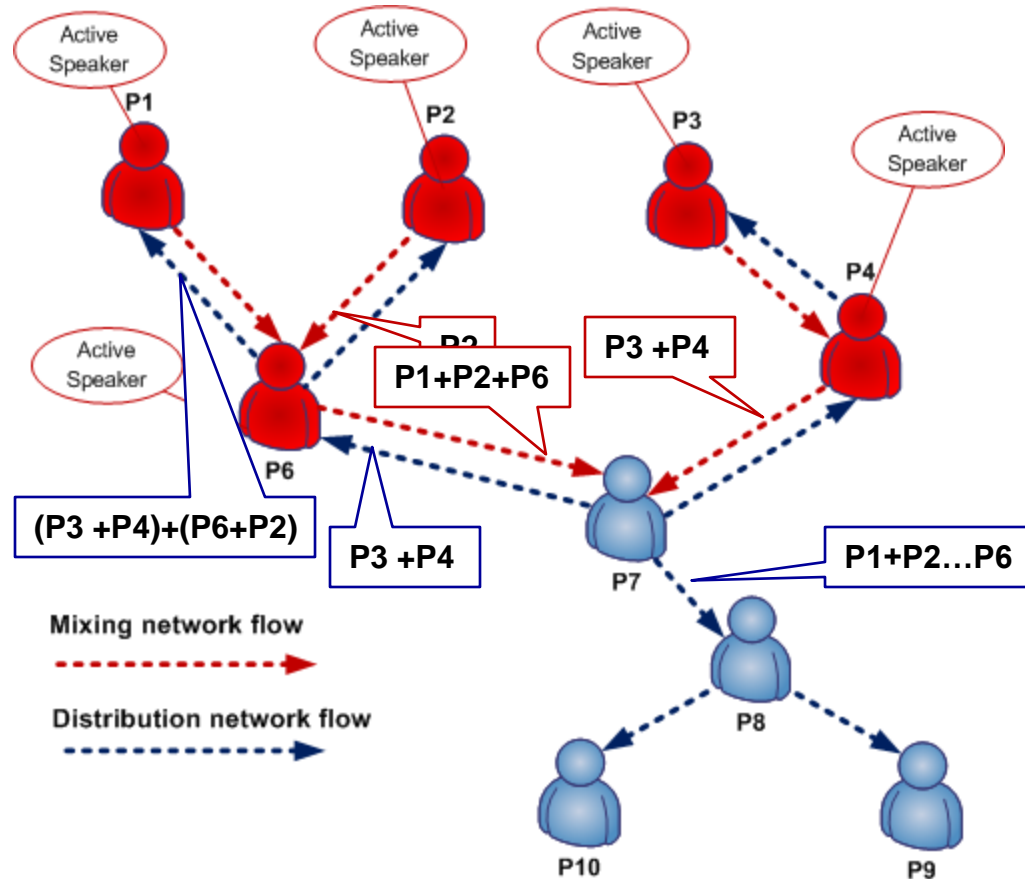 Active
Speaker
Active
Speaker
Active
Speaker
P1
P2
P3
Active
Speaker
P4
Active
Speaker
P2
P1+P2+P6
P3 +P4
P6
(P3 +P4)+(P6+P2)
P3 +P4
P7
P1+P2...P6
Mixing network flow
Distribution network flow
P8
P10
P9